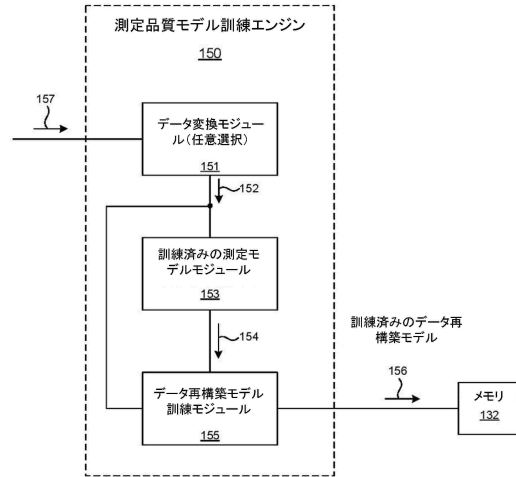 測定品質モデル訓練エンジン
150
157
データ変換モジュー
ル(任意選択)
151
152
訓練済みの測定モ
デルモジュール
153
154
データ再構築モデル
訓練モジュール
155
訓練済みのデータ再
構築モデル
156
メモリ
132